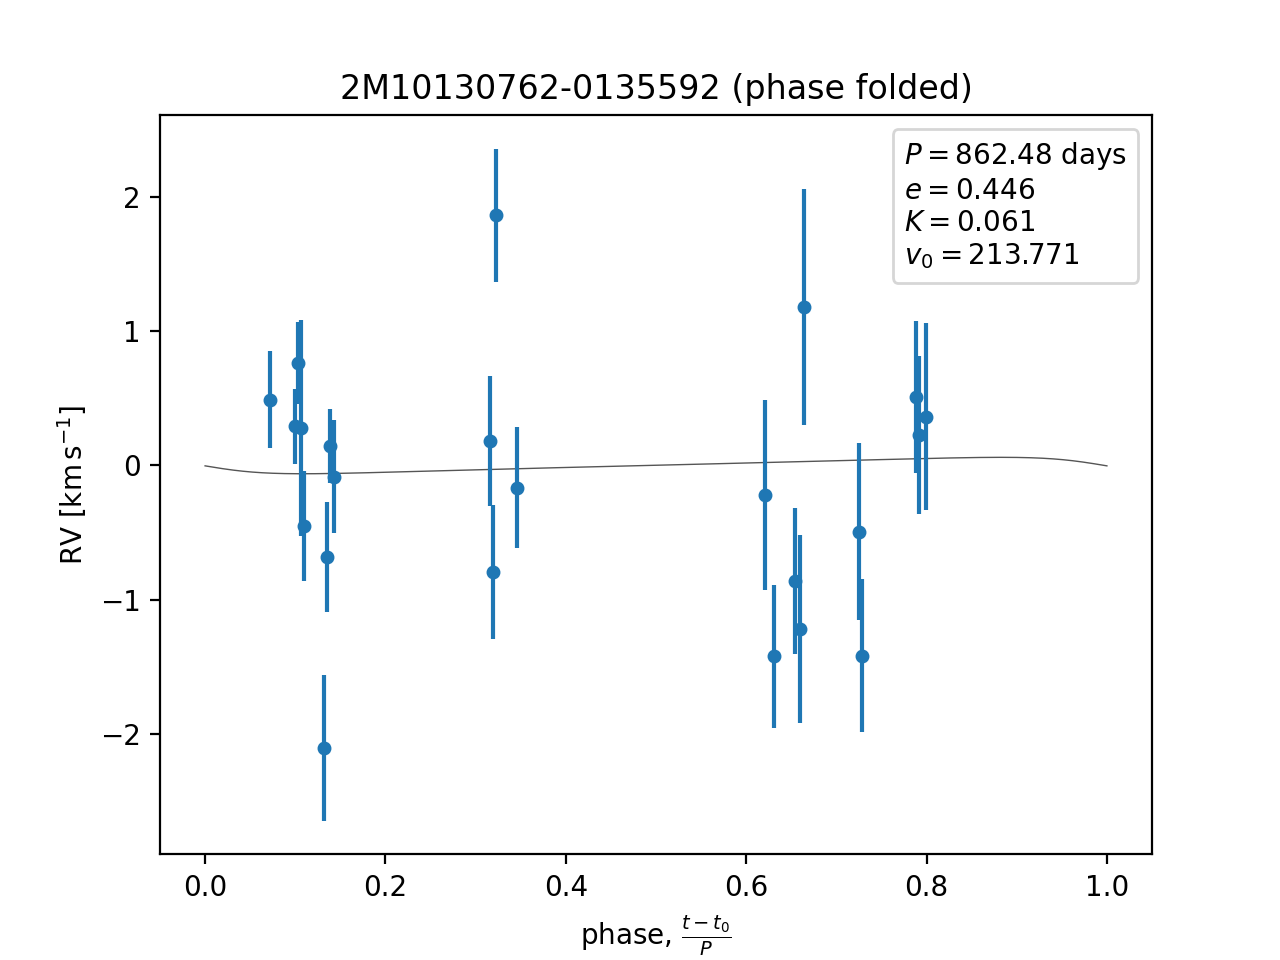 2M10130762-0135592 (phase folded)
P = 862.48 days
e = 0.446
K = 0.061
v₀ = 213.771
2
1
0
−1
−2
RV [km s⁻¹]
0.0 0.2 0.4 0.6 0.8 1.0
phase, (t − t₀)/P